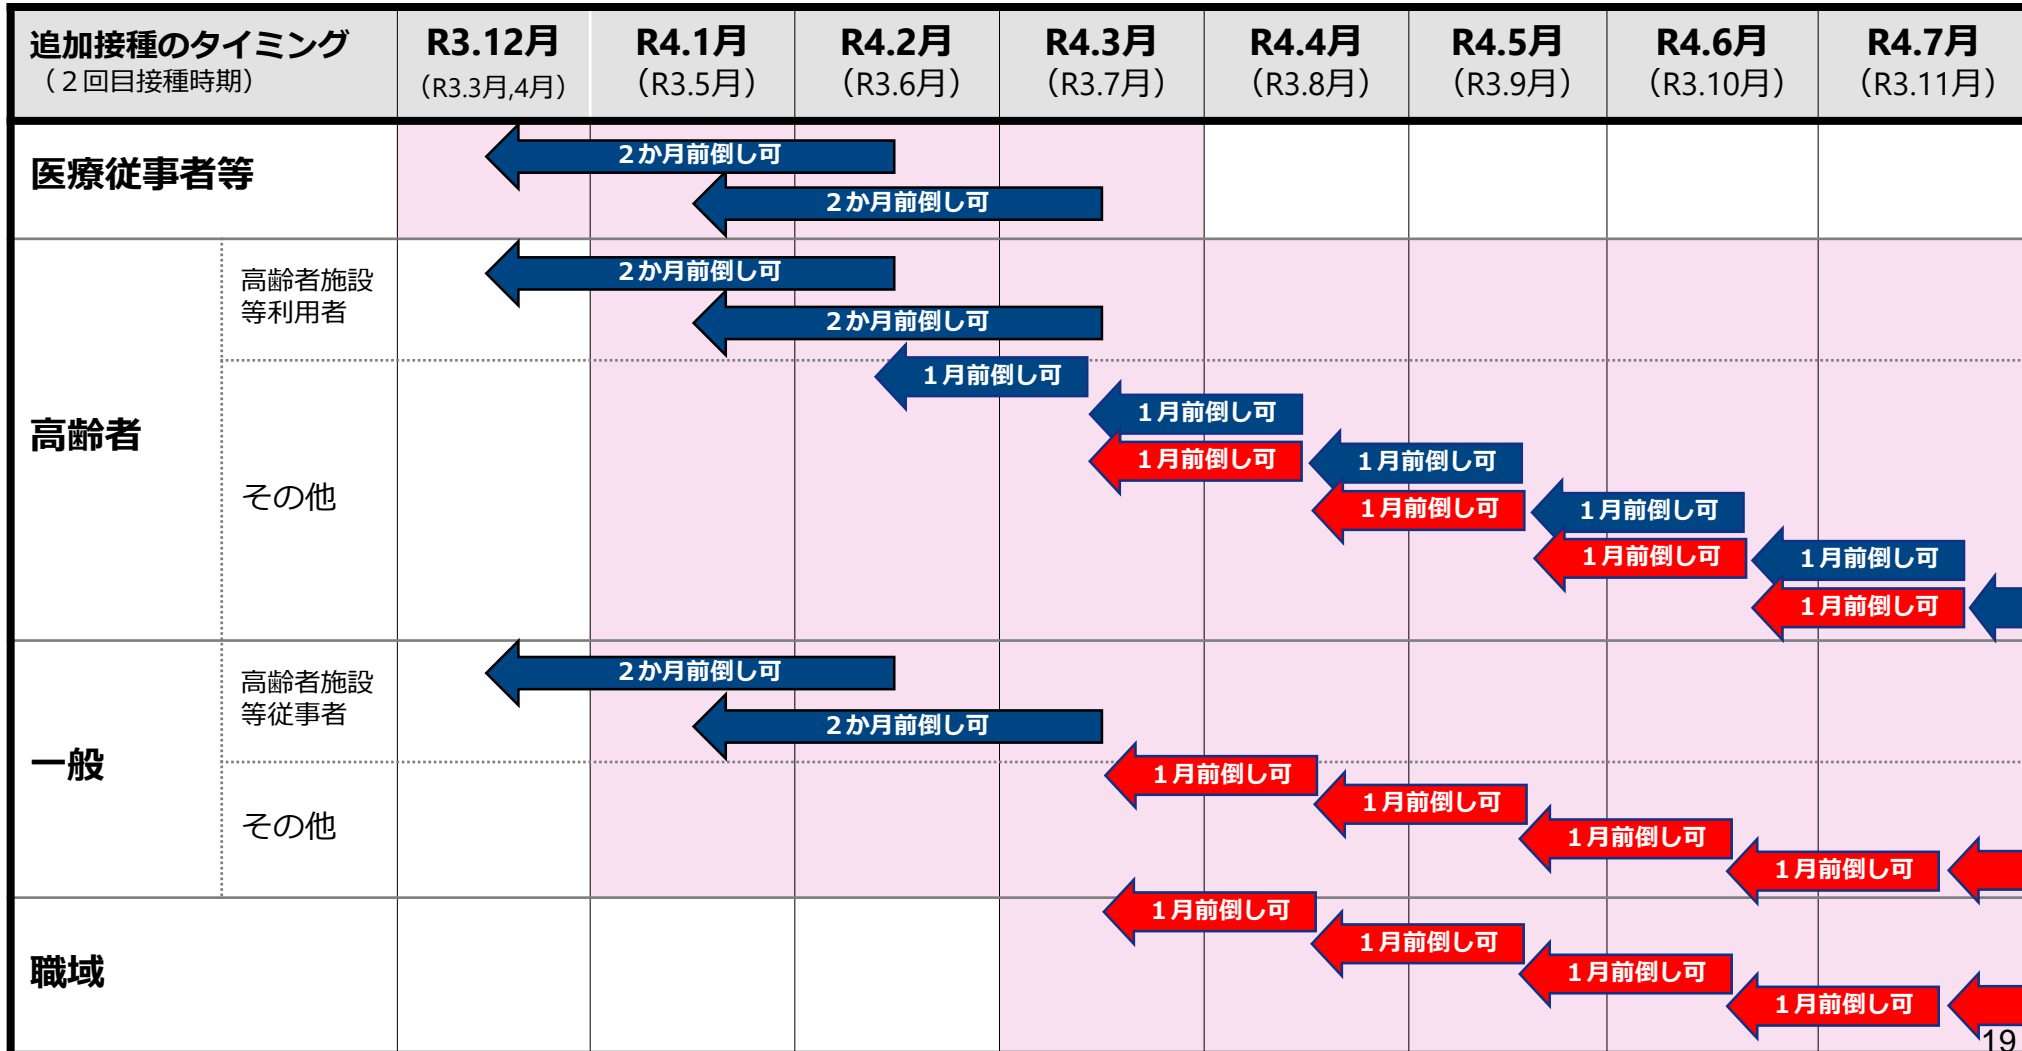 追加接種のタイミング
（２回目接種時期）
R3.12月
（R3.3月,4月）
R4.1月
（R3.5月）
R4.2月
（R3.6月）
R4.3月
（R3.7月）
R4.4月
（R3.8月）
R4.5月
（R3.9月）
R4.6月
（R3.10月）
R4.7月
（R3.11月）
医療従事者等
２か月前倒し可
２か月前倒し可
高齢者
高齢者施設
等利用者
２か月前倒し可
２か月前倒し可
その他
１月前倒し可
１月前倒し可
１月前倒し可
１月前倒し可
１月前倒し可
１月前倒し可
１月前倒し可
１月前倒し可
１月前倒し可
一般
高齢者施設
等従事者
２か月前倒し可
２か月前倒し可
その他
１月前倒し可
１月前倒し可
１月前倒し可
１月前倒し可
職域
１月前倒し可
１月前倒し可
１月前倒し可
１月前倒し可
19